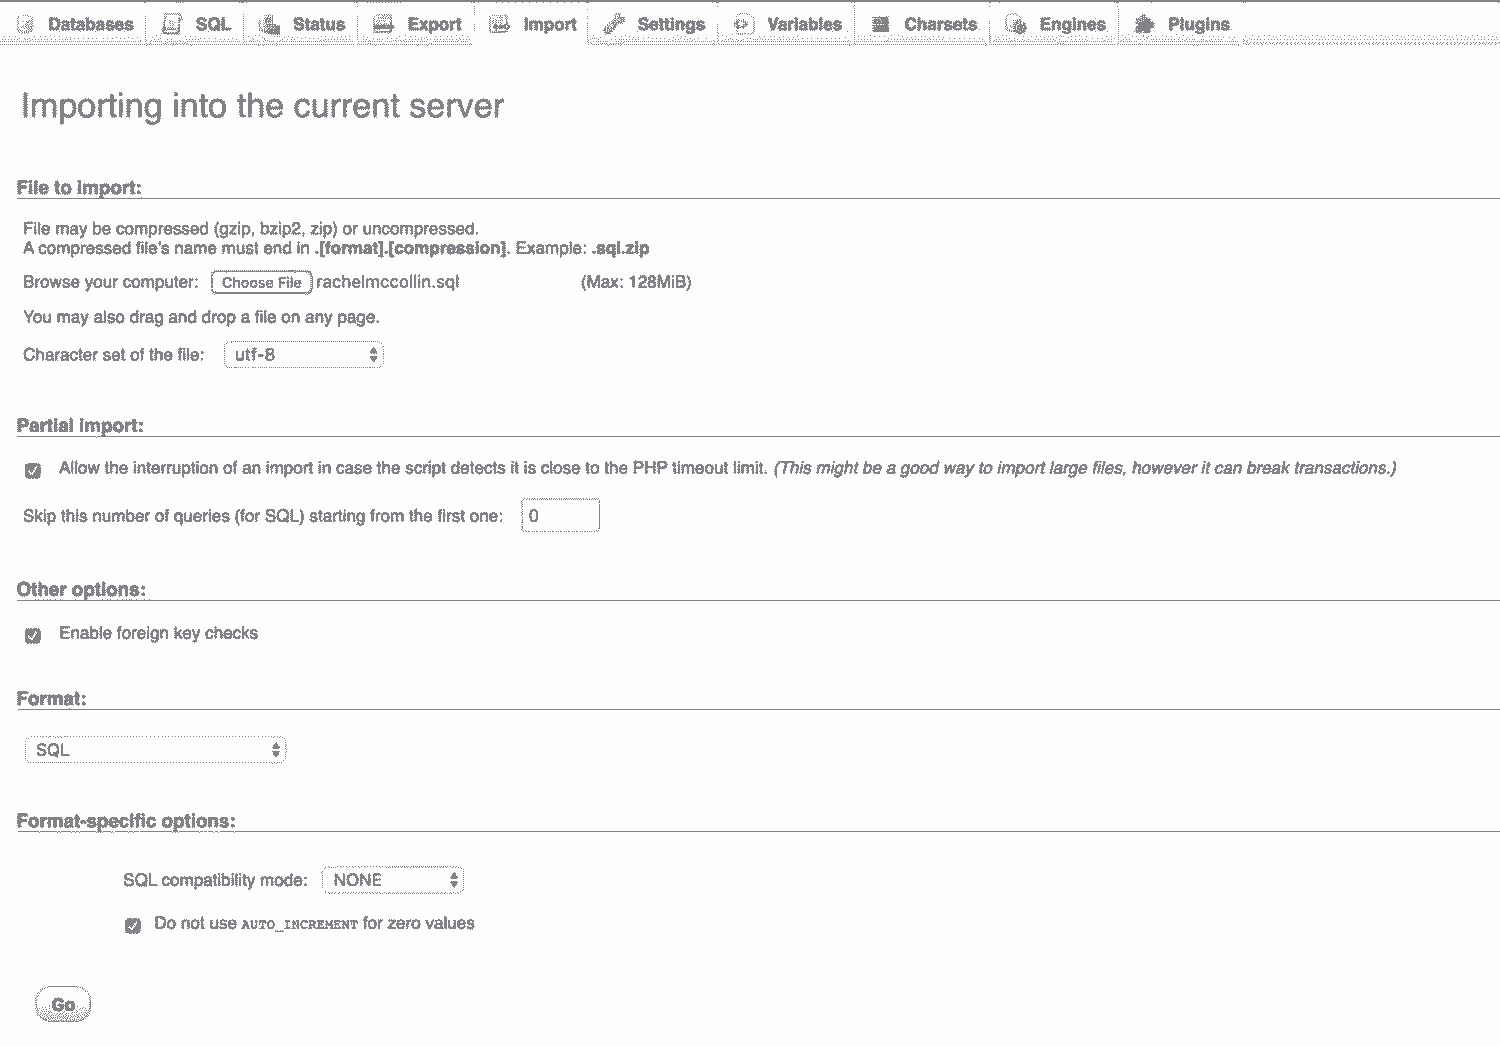 Databases SQL Status Export Import Settings Variables Charsets Engines Plugins
Importing into the current server
File to import:
File may be compressed (gzip, bzip2, zip) or uncompressed.
A compressed file's name must end in .[format].[compression]. Example: .sql.zip
Browse your computer: Choose File rachelmccollin.sql (Max: 128MiB)
You may also drag and drop a file on any page.
Character set of the file: utf-8
Partial import:
Allow the interruption of an import in case the script detects it is close to the PHP timeout limit. (This might be a good way to import large files, however it can break transactions.)
Skip this number of queries (for SQL) starting from the first one: 0
Other options:
Enable foreign key checks
Format:
SQL
Format-specific options:
SQL compatibility mode: NONE
Do not use AUTO_INCREMENT for zero values
Go